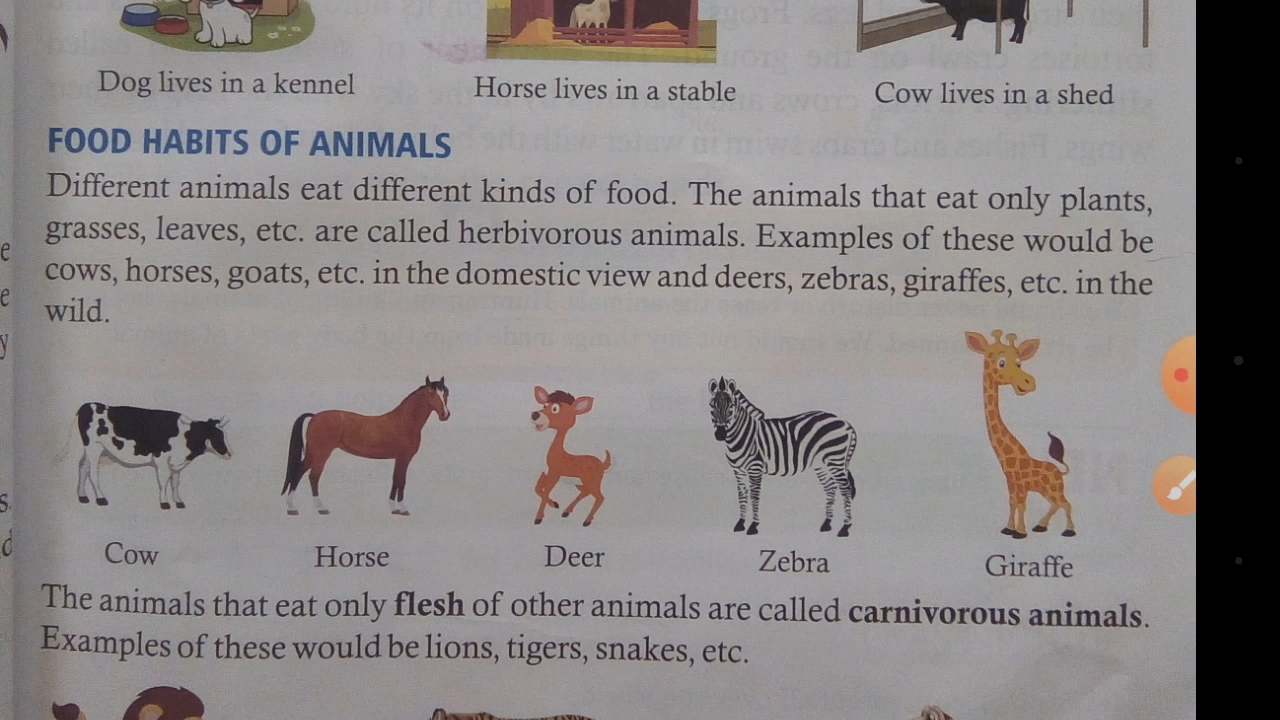 Dog lives in a kennel
Horse lives in a stable
Cow lives in a shed
FOOD HABITS OF ANIMALS
Different animals eat different kinds of food. The animals that eat only plants,
grasses, leaves, etc. are called herbivorous animals. Examples of these would be
cows, horses, goats, etc. in the domestic view and deers, zebras, giraffes, etc. in the
wild.
Cow
Horse
Deer
Zebra
Giraffe
The animals that eat only flesh of other animals are called carnivorous animals.
Examples of these would be lions, tigers, snakes, etc.